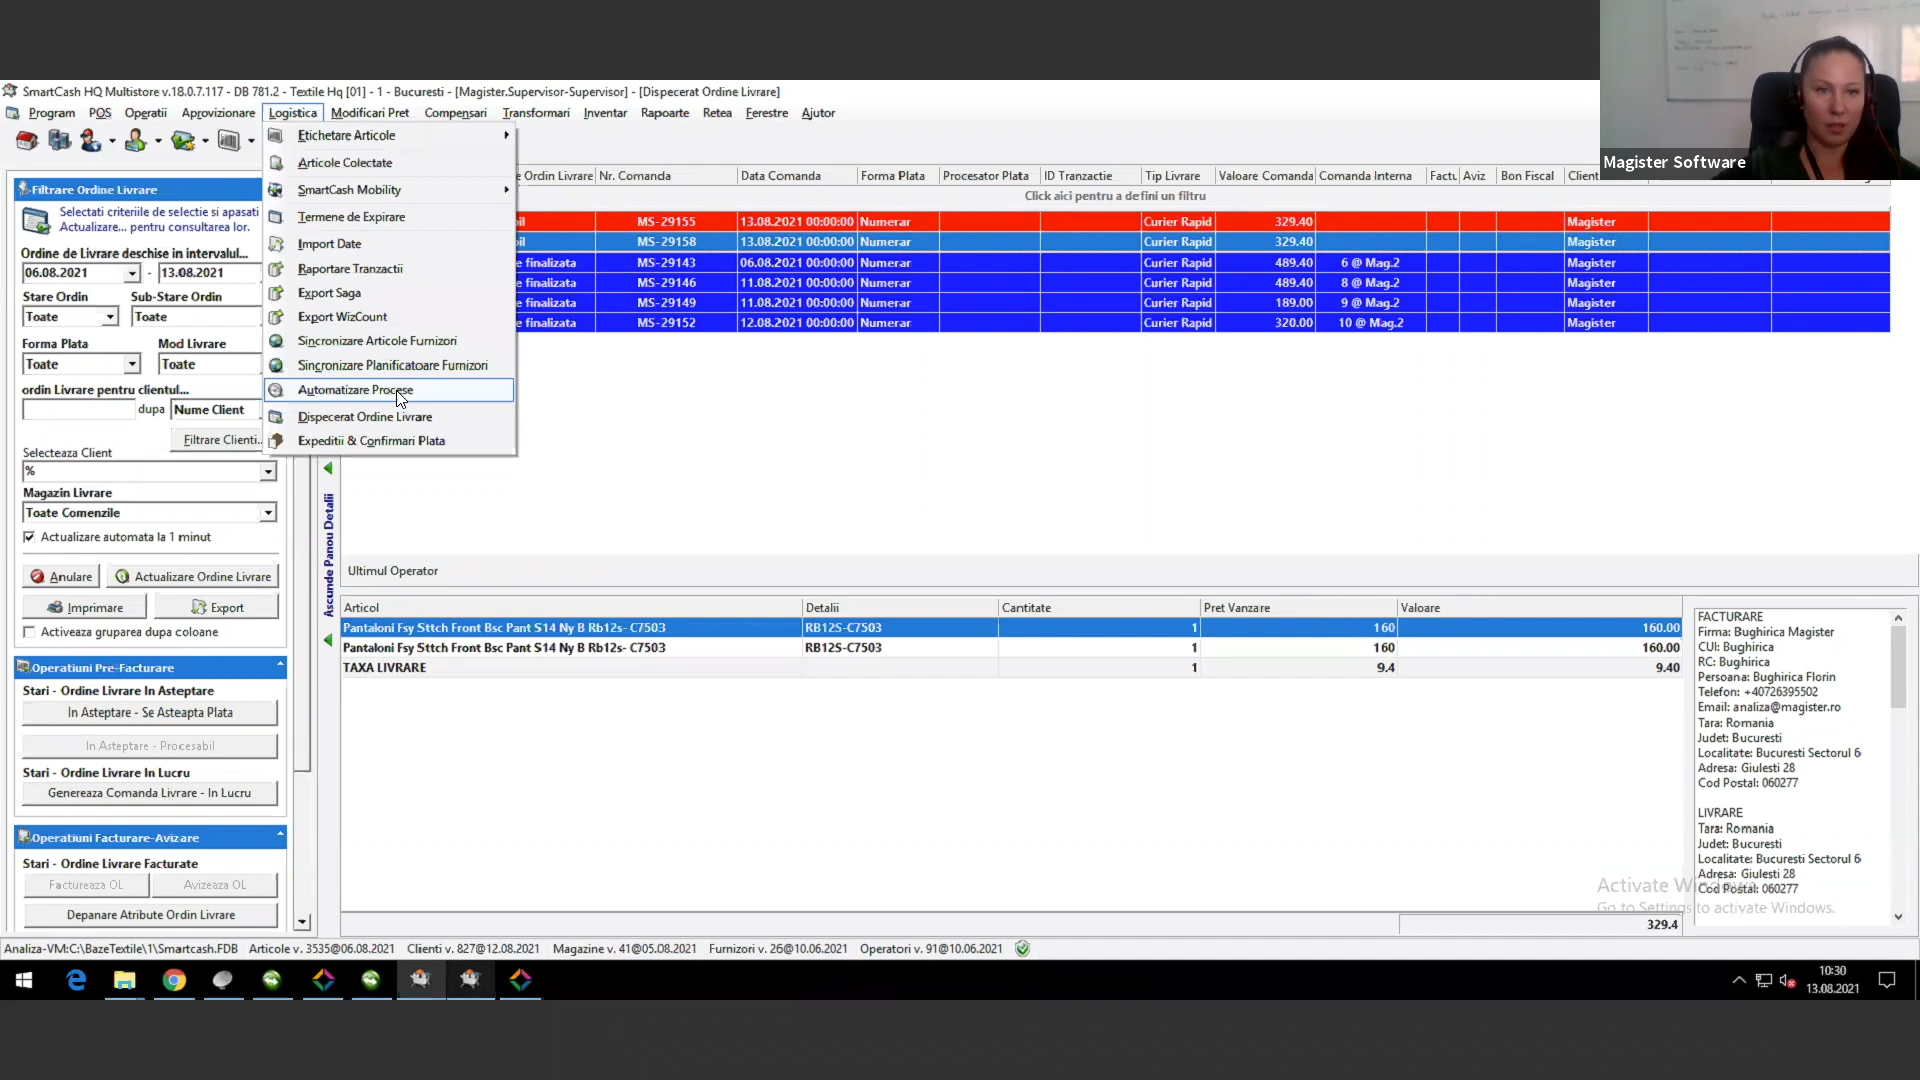 SmartCash HQ Multistore v.18.0.7.117 - DB 781.2 - Textile Hq [01] - 1 - Bucuresti - [Magister.Supervisor-Supervisor] - [Dispecerat Ordine Livrare]
Program POS Operatii Aprovizionare Logistica Modificari Pret Compensari Transformari Inventar Rapoarte Retea Ferestre Ajutor
Magister Software
Etichetare Articole
Articole Colectate
SmartCash Mobility
Termene de Expirare
Import Date
Raportare Tranzactii
Export Saga
Export WizCount
Sincronizare Articole Furnizori
Sincronizare Planificatoare Furnizori
Automatizare Procese
Dispecerat Ordine Livrare
Expeditii & Confirmari Plata
Filtrare Ordine Livrare
Selectati criteriile de selectie si apasati
Actualizare... pentru consultarea lor.
Ordine de Livrare deschise in intervalul...
06.08.2021 - 13.08.2021
Stare Ordin Sub-Stare Ordin
Toate Toate
Forma Plata Mod Livrare
Toate Toate
ordin Livrare pentru clientul...
dupa Nume Client
Filtrare Clienti..
Selecteaza Client
%
Magazin Livrare
Toate Comenzile
Actualizare automata la 1 minut
Anulare Actualizare Ordine Livrare
Imprimare Export
Activeaza gruparea dupa coloane
Operatiuni Pre-Facturare
Stari - Ordine Livrare In Asteptare
In Asteptare - Se Asteapta Plata
In Asteptare - Procesabil
Stari - Ordine Livrare In Lucru
Genereaza Comanda Livrare - In Lucru
Operatiuni Facturare-Avizare
Stari - Ordine Livrare Facturate
Factureaza OL Avizeaza OL
Depanare Atribute Ordin Livrare
Ascunde Panou Detalii
e Ordin Livrare Nr. Comanda Data Comanda Forma Plata Procesator Plata ID Tranzactie Tip Livrare Valoare Comanda Comanda Interna Factu Aviz Bon Fiscal Client
Click aici pentru a defini un filtru
bil MS-29155 13.08.2021 00:00:00 Numerar Curier Rapid 329.40 Magister
bil MS-29158 13.08.2021 00:00:00 Numerar Curier Rapid 329.40 Magister
e finalizata MS-29143 06.08.2021 00:00:00 Numerar Curier Rapid 489.40 6 @ Mag.2 Magister
e finalizata MS-29146 11.08.2021 00:00:00 Numerar Curier Rapid 489.40 8 @ Mag.2 Magister
e finalizata MS-29149 11.08.2021 00:00:00 Numerar Curier Rapid 189.00 9 @ Mag.2 Magister
e finalizata MS-29152 12.08.2021 00:00:00 Numerar Curier Rapid 320.00 10 @ Mag.2 Magister
Ultimul Operator
Articol Detalii Cantitate Pret Vanzare Valoare
Pantaloni Fsy Sttch Front Bsc Pant S14 Ny B Rb12s- C7503 RB12S-C7503 1 160 160.00
Pantaloni Fsy Sttch Front Bsc Pant S14 Ny B Rb12s- C7503 RB12S-C7503 1 160 160.00
TAXA LIVRARE 1 9.4 9.40
329.4
FACTURARE
Firma: Bughirica Magister
CUI: Bughirica
RC: Bughirica
Persoana: Bughirica Florin
Telefon: +40726395502
Email: analiza@magister.ro
Tara: Romania
Judet: Bucuresti
Localitate: Bucuresti Sectorul 6
Adresa: Giulesti 28
Cod Postal: 060277
LIVRARE
Tara: Romania
Judet: Bucuresti
Localitate: Bucuresti Sectorul 6
Adresa: Giulesti 28
Cod Postal: 060277
Activate Windows
Go to Settings to activate Windows.
Analiza-VM:C:\BazeTextile\1\Smartcash.FDB Articole v. 3535@06.08.2021 Clienti v. 827@12.08.2021 Magazine v. 41@05.08.2021 Furnizori v. 26@10.06.2021 Operatori v. 91@10.06.2021
10:30
13.08.2021